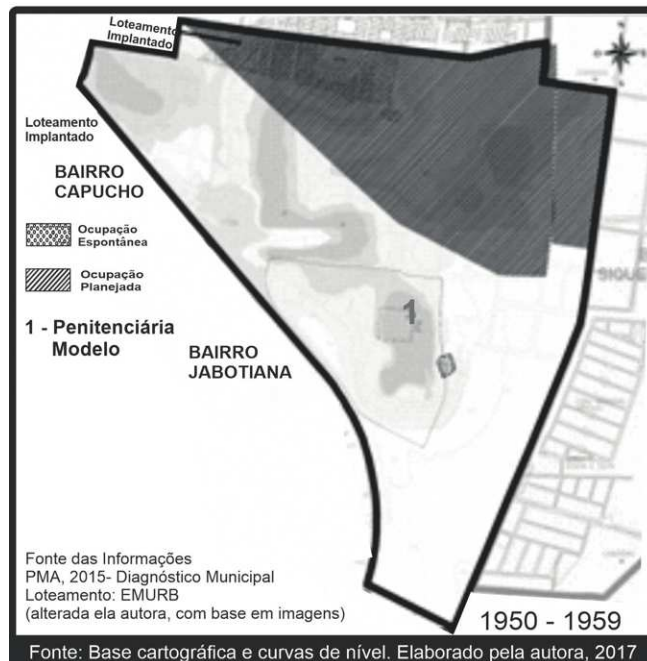 Loteamento
Implantado
Loteamento
Implantado
BAIRRO
CAPUCHO
Ocupação
Espontânea
Ocupação
Planejada
1 - Penitenciária
Modelo
BAIRRO
JABOTIANA
1
SIQUE
Fonte das Informações
PMA, 2015- Diagnóstico Municipal
Loteamento: EMURB
(alterada ela autora, com base em imagens)
1950 - 1959
Fonte: Base cartográfica e curvas de nível. Elaborado pela autora, 2017